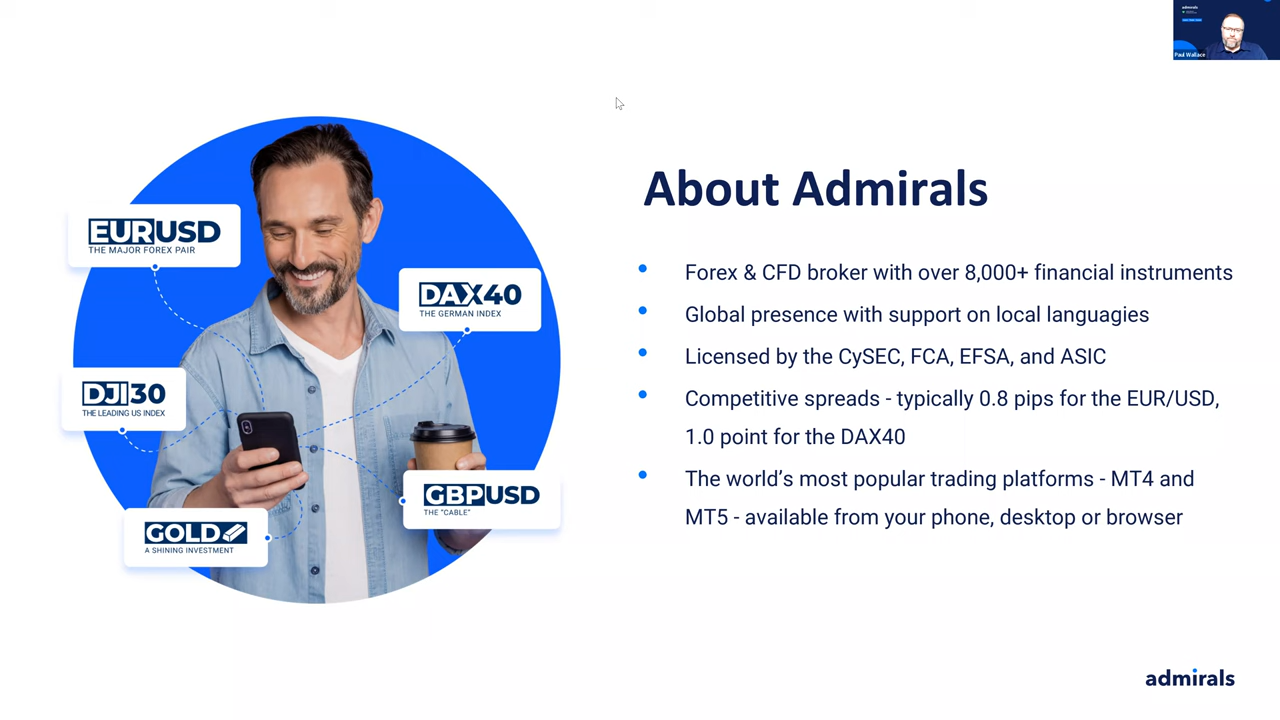 admirals
Paul Wallace
About Admirals
EURUSD
THE MAJOR FOREX PAIR
DAX40
THE GERMAN INDEX
DJI30
THE LEADING US INDEX
GBPUSD
THE "CABLE"
GOLD
A SHINING INVESTMENT
Forex & CFD broker with over 8,000+ financial instruments
Global presence with support on local languagies
Licensed by the CySEC, FCA, EFSA, and ASIC
Competitive spreads - typically 0.8 pips for the EUR/USD,
1.0 point for the DAX40
The world's most popular trading platforms - MT4 and
MT5 - available from your phone, desktop or browser
admirals